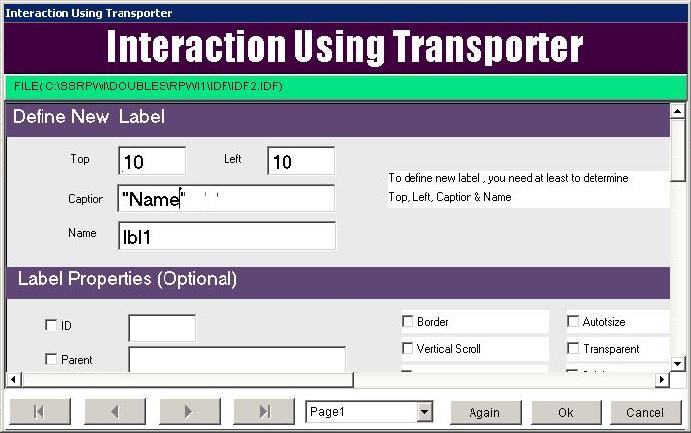 Interaction Using Transporter
Interaction Using Transporter
FILE( C:\SSRPWI\DOUBLES\RPWI1\IDF\IDF2.IDF)
Define New Label
Top 10 Left 10
To define new label , you need at least to determine
Top, Left, Caption & Name
Caption "Name"
Name lbl1
Label Properties (Optional)
ID Border Autotsize
Parent Vertical Scroll Transparent
Page1 Again Ok Cancel